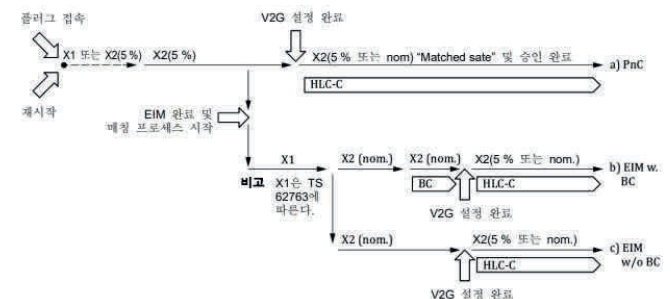 플러그 접속
V2G 설정 완료
X1 또는 X2(5 %) X2(5 %)
X2(5 % 또는 nom) “Matched sate” 및 승인 완료
a) PnC
HLC-C
재시작
EIM 완료 및
매칭 프로세스 시작
X1
X2 (nom.)
X2 (nom.)
X2(5 % 또는 nom.)
b) EIM w.
BC
비고 X1은 TS
62763에
따른다.
BC
HLC-C
V2G 설정 완료
X2 (nom.)
X2(5 % 또는 nom.)
c) EIM
w/o BC
HLC-C
V2G 설정 완료